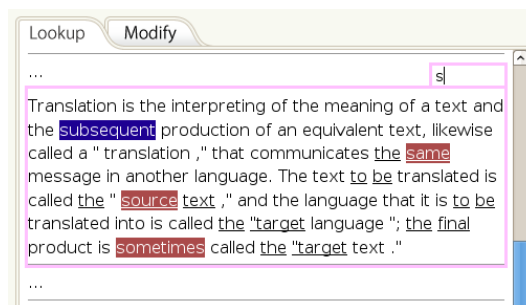 Lookup Modify
...
s
Translation is the interpreting of the meaning of a text and
the subsequent production of an equivalent text, likewise
called a " translation ," that communicates the same
message in another language. The text to be translated is
called the " source text ," and the language that it is to be
translated into is called the "target language "; the final
product is sometimes called the "target text ."
...